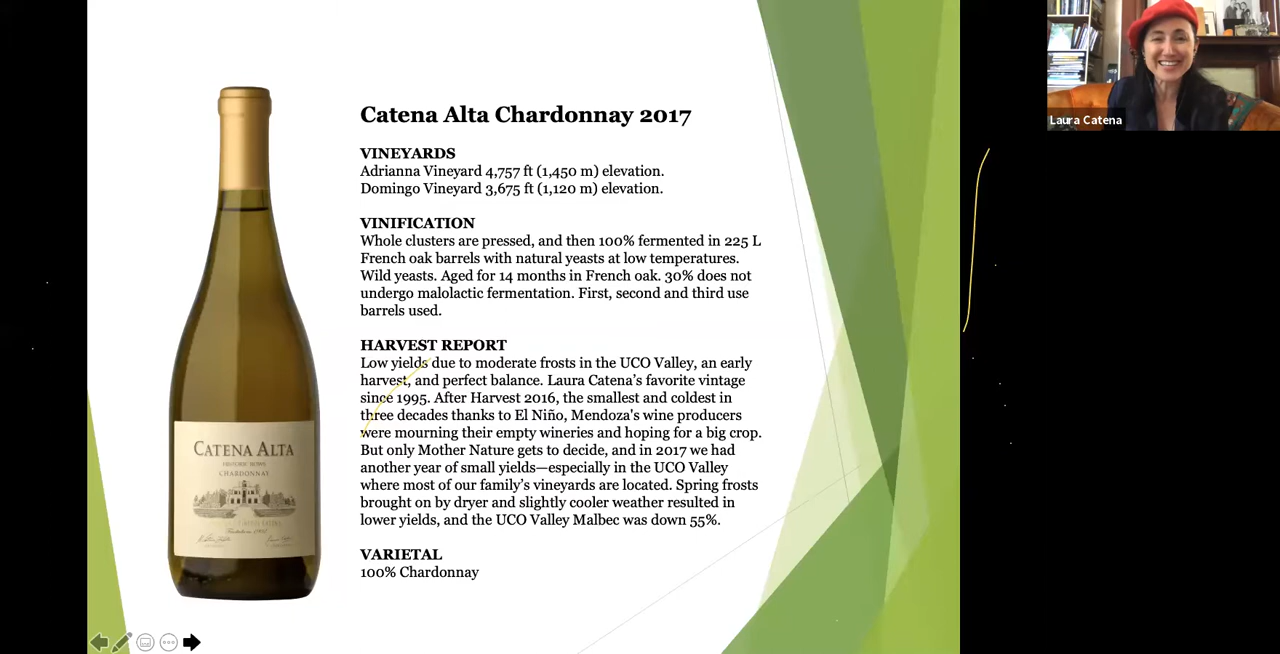 Catena Alta Chardonnay 2017
VINEYARDS
Adrianna Vineyard 4,757 ft (1,450 m) elevation.
Domingo Vineyard 3,675 ft (1,120 m) elevation.
VINIFICATION
Whole clusters are pressed, and then 100% fermented in 225 L
French oak barrels with natural yeasts at low temperatures.
Wild yeasts. Aged for 14 months in French oak. 30% does not
undergo malolactic fermentation. First, second and third use
barrels used.
HARVEST REPORT
Low yields due to moderate frosts in the UCO Valley, an early
harvest, and perfect balance. Laura Catena’s favorite vintage
since 1995. After Harvest 2016, the smallest and coldest in
three decades thanks to El Niño, Mendoza's wine producers
were mourning their empty wineries and hoping for a big crop.
But only Mother Nature gets to decide, and in 2017 we had
another year of small yields—especially in the UCO Valley
where most of our family’s vineyards are located. Spring frosts
brought on by dryer and slightly cooler weather resulted in
lower yields, and the UCO Valley Malbec was down 55%.
VARIETAL
100% Chardonnay
CATENA ALTA
HISTORIC ROWS
CHARDONNAY
Laura Catena